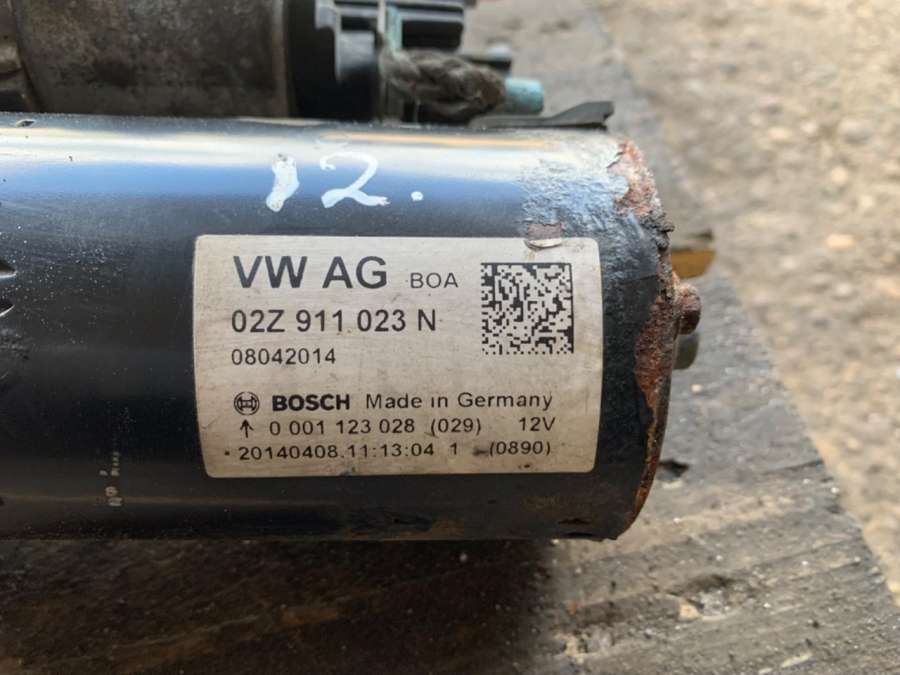 12.
VW AG BOA
02Z 911 023 N
08042014
BOSCH Made in Germany
↑ 0 001 123 028 (029) 12V
20140408.11:13:04 1 (0890)